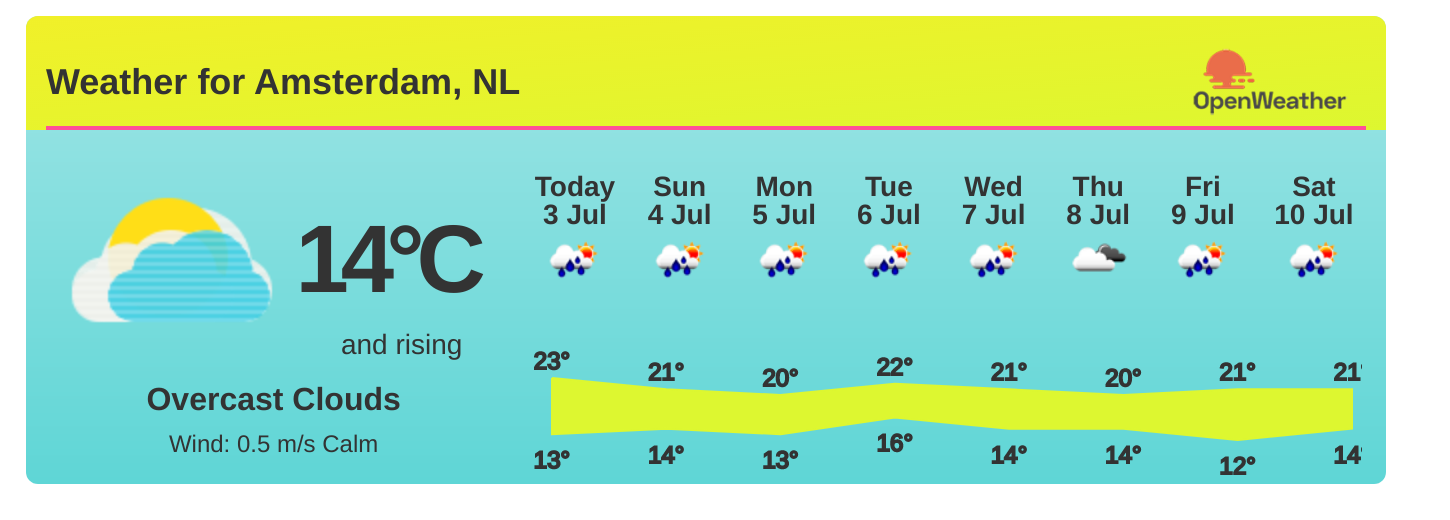 Weather for Amsterdam, NL
OpenWeather
14°C
and rising
Overcast Clouds
Wind: 0.5 m/s Calm
Today Sun Mon Tue Wed Thu Fri Sat
3 Jul 4 Jul 5 Jul 6 Jul 7 Jul 8 Jul 9 Jul 10 Jul
23° 21° 20° 22° 21° 20° 21° 21°
13° 14° 13° 16° 14° 14° 12° 14°